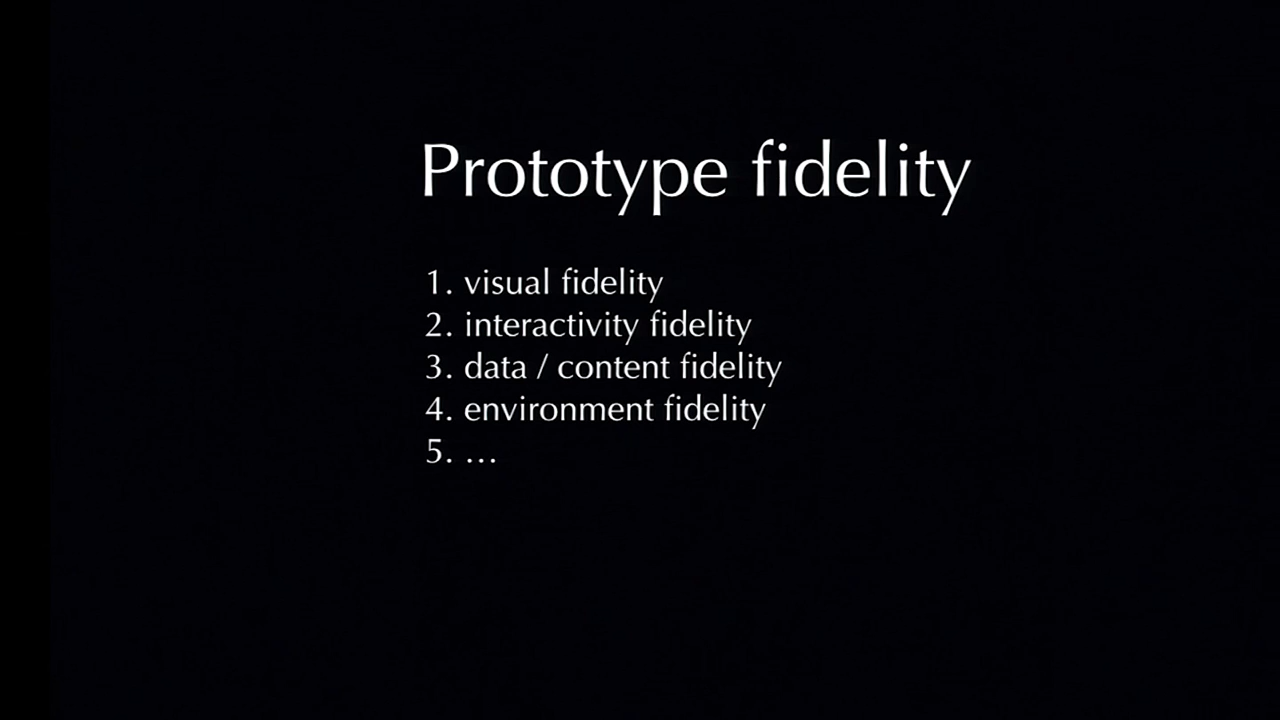 Prototype fidelity
1. visual fidelity
2. interactivity fidelity
3. data / content fidelity
4. environment fidelity
5. …